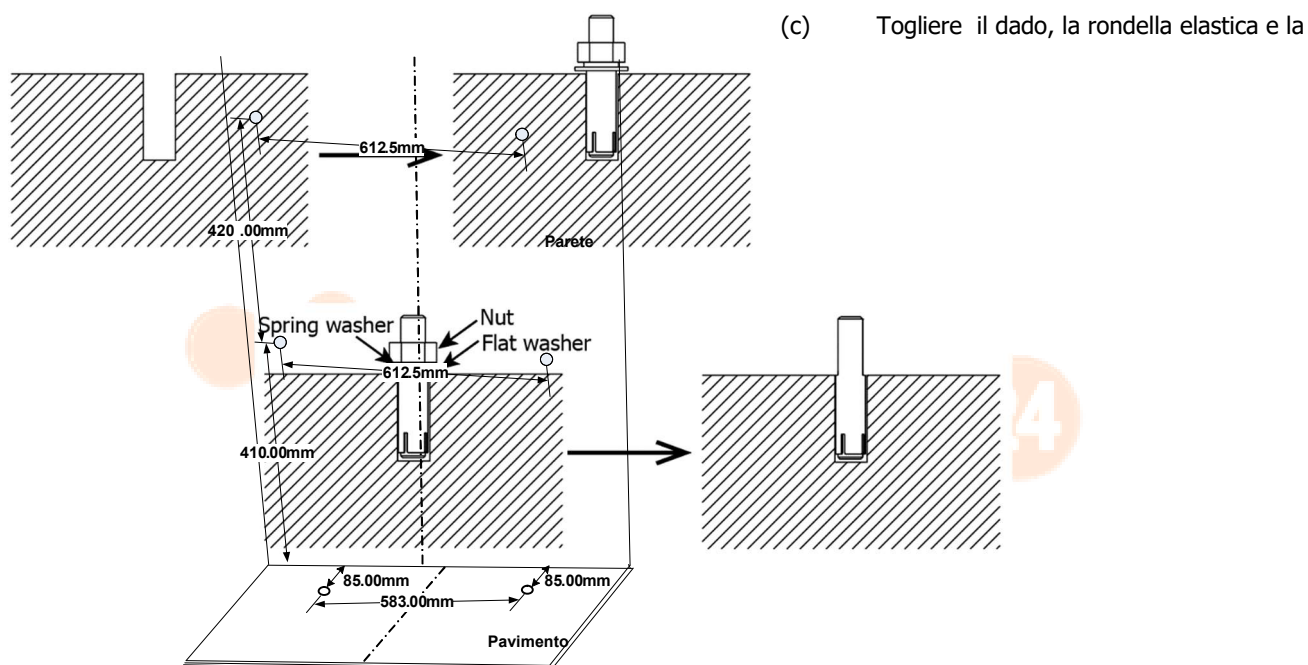 (c) Togliere il dado, la rondella elastica e la
612.5mm
420 .00mm
Parete
Spring washer
Nut
Flat washer
612.5mm
410.00mm
24
85.00mm
85.00mm
583.00mm
Pavimento